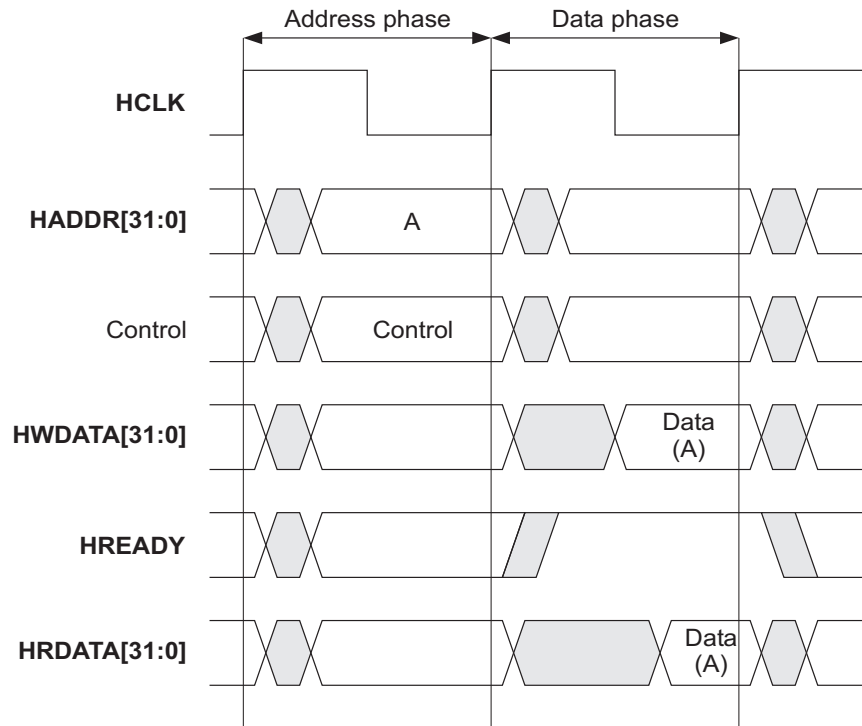 Address phase Data phase
HCLK
HADDR[31:0] A
Control Control
HWDATA[31:0] Data
(A)
HREADY
HRDATA[31:0] Data
(A)